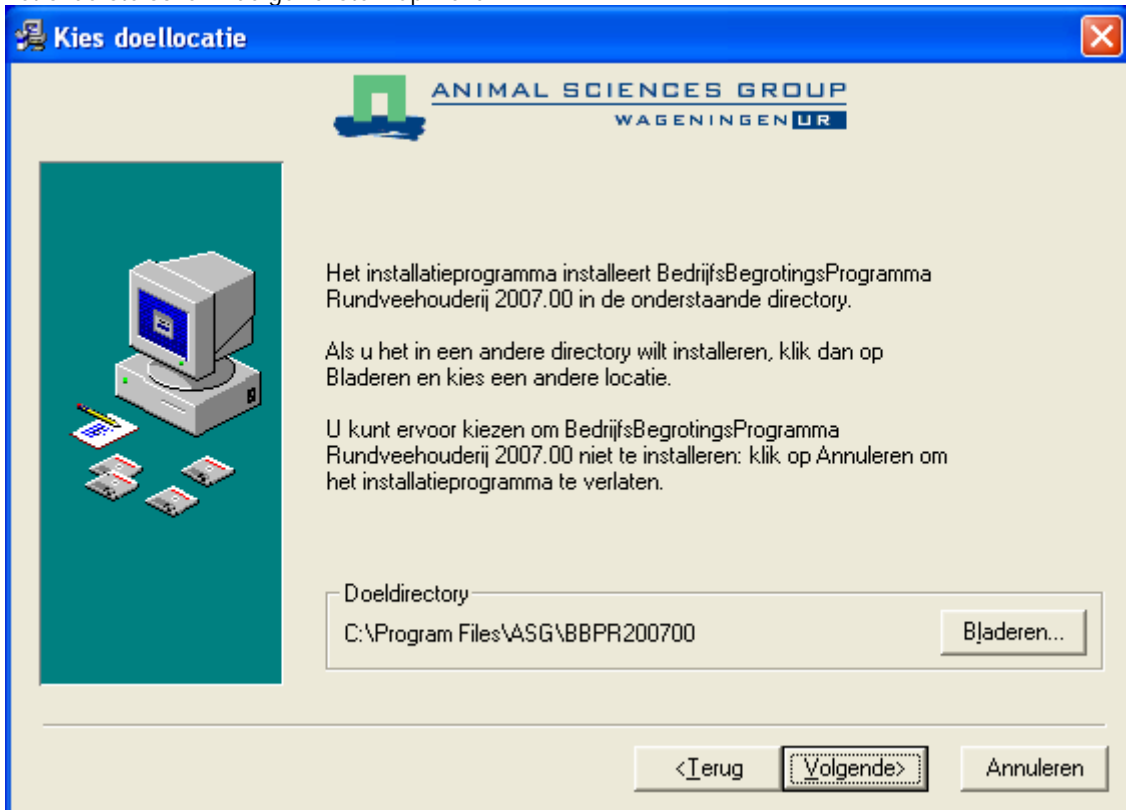 Kies doellocatie
ANIMAL SCIENCES GROUP
WAGENINGEN UR
Het installatieprogramma installeert BedrijfsBegrotingsProgramma
Rundveehouderij 2007.00 in de onderstaande directory.
Als u het in een andere directory wilt installeren, klik dan op
Bladeren en kies een andere locatie.
U kunt ervoor kiezen om BedrijfsBegrotingsProgramma
Rundveehouderij 2007.00 niet te installeren: klik op Annuleren om
het installatieprogramma te verlaten.
Doeldirectory
C:\Program Files\ASG\BBPR200700
Bladeren...
<Terug
Volgende>
Annuleren